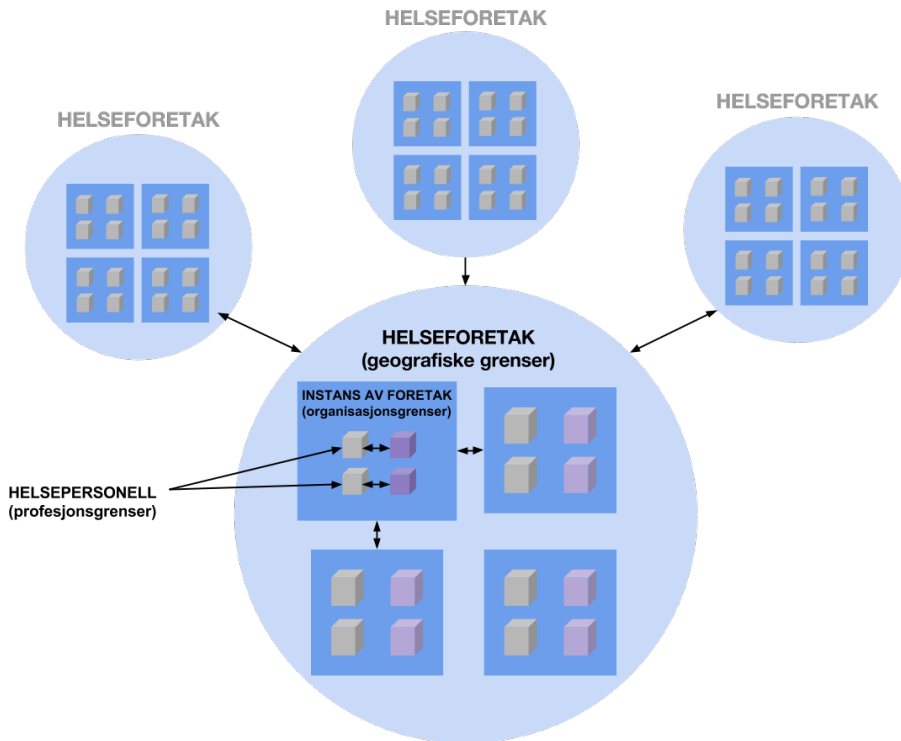 HELSEFORETAK
HELSEFORETAK
HELSEFORETAK
HELSEFORETAK
(geografiske grenser)
INSTANS AV FORETAK
(organisasjonsgrenser)
HELSEPERSONELL
(profesjonsgrenser)